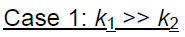 Case 1: k₁ >> k₂